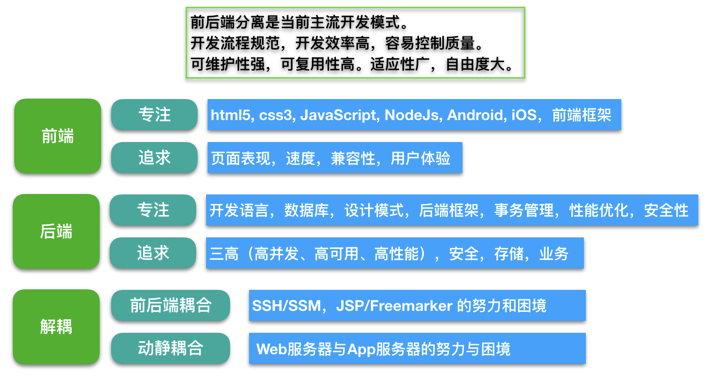 前后端分离是当前主流开发模式。
开发流程规范，开发效率高，容易控制质量。
可维护性强，可复用性高。适应性广，自由度大。
前端
专注
html5, css3, JavaScript, NodeJs, Android, iOS，前端框架
追求
页面表现，速度，兼容性，用户体验
后端
专注
开发语言，数据库，设计模式，后端框架，事务管理，性能优化，安全性
追求
三高（高并发、高可用、高性能），安全，存储，业务
解耦
前后端耦合
SSH/SSM，JSP/Freemarker 的努力和困境
动静耦合
Web服务器与App服务器的努力与困境